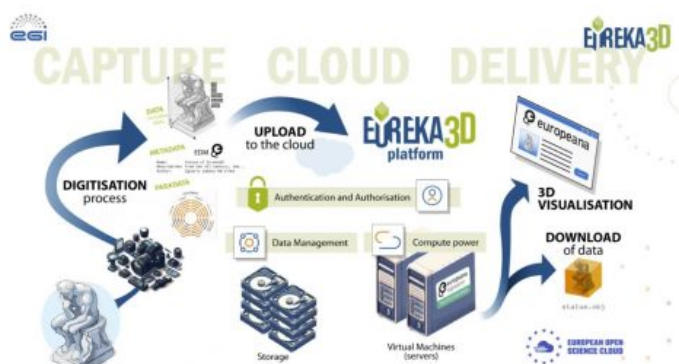 EGI
EUREKA3D
CAPTURE CLOUD DELIVERY
DATA
METADATA
EDM
PARADATA
DIGITISATION
process
UPLOAD
to the cloud
EUREKA3D
platform
Authentication and Authorisation
Data Management
Compute power
Storage
Virtual Machines
(servers)
europeana
3D
VISUALISATION
DOWNLOAD
of data
statue.obj
EUROPEAN OPEN
SCIENCE CLOUD